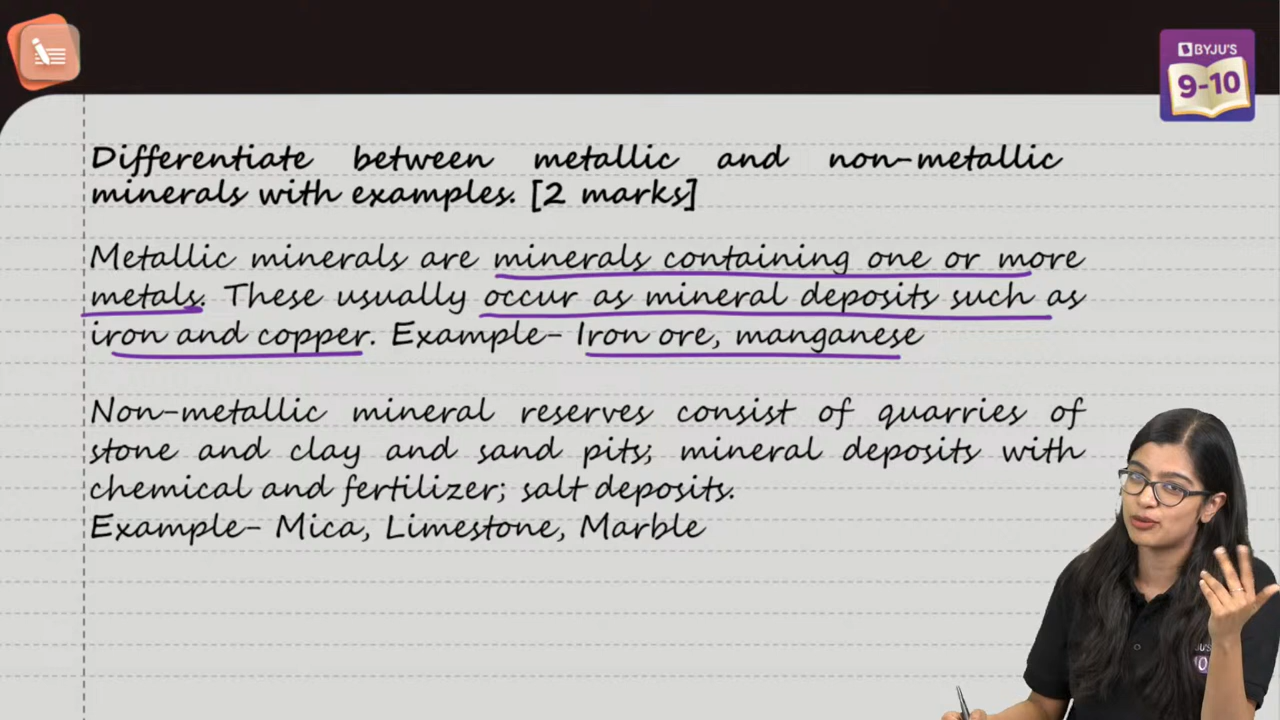 BYJU'S
9-10
Differentiate between metallic and non-metallic
minerals with examples. [2 marks]
Metallic minerals are minerals containing one or more
metals. These usually occur as mineral deposits such as
iron and copper. Example- Iron ore, manganese
Non-metallic mineral reserves consist of quarries of
stone and clay and sand pits; mineral deposits with
chemical and fertilizer; salt deposits.
Example- Mica, Limestone, Marble